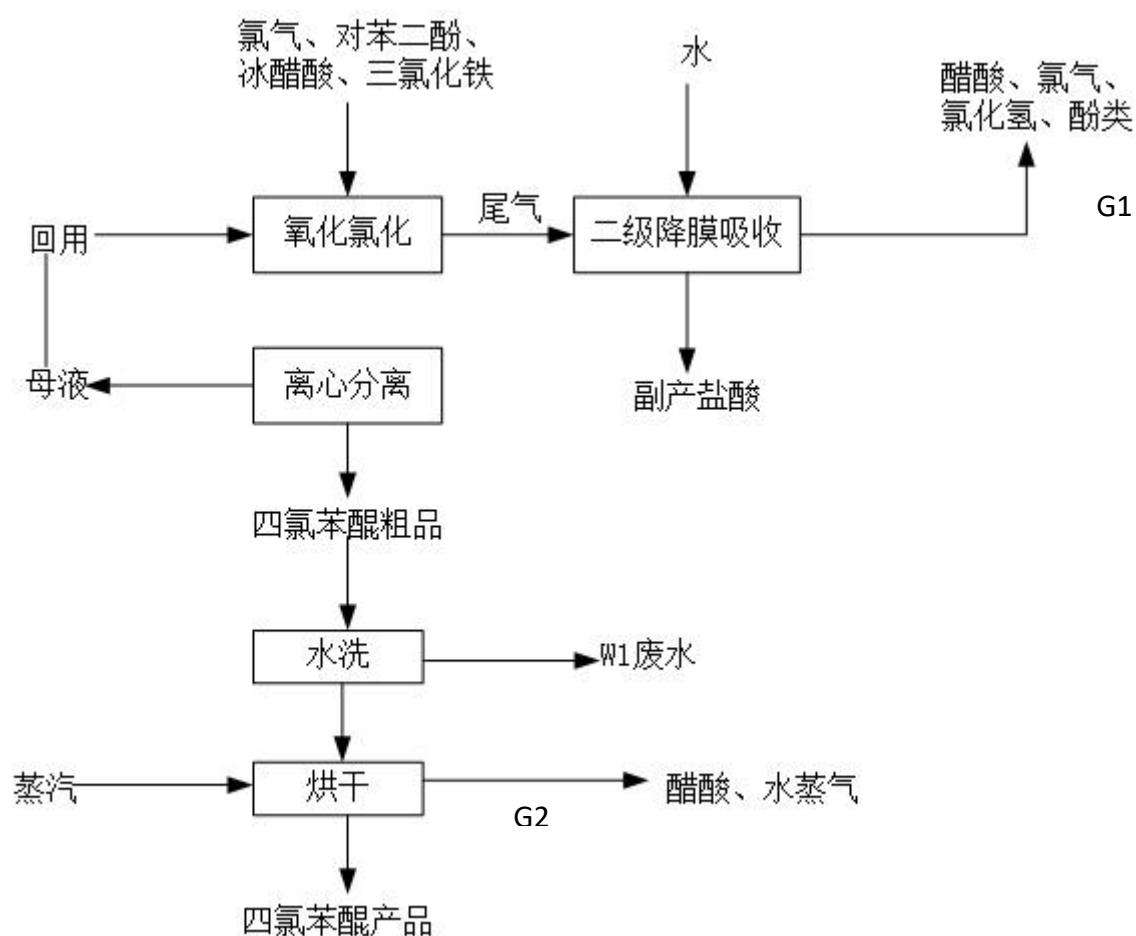 氯气、对苯二酚、
冰醋酸、三氯化铁
水
醋酸、氯气、
氯化氢、酚类
G1
回用
氧化氯化
尾气
二级降膜吸收
母液
离心分离
副产盐酸
四氯苯醌粗品
水洗
W1废水
蒸汽
烘干
G2
醋酸、水蒸气
四氯苯醌产品